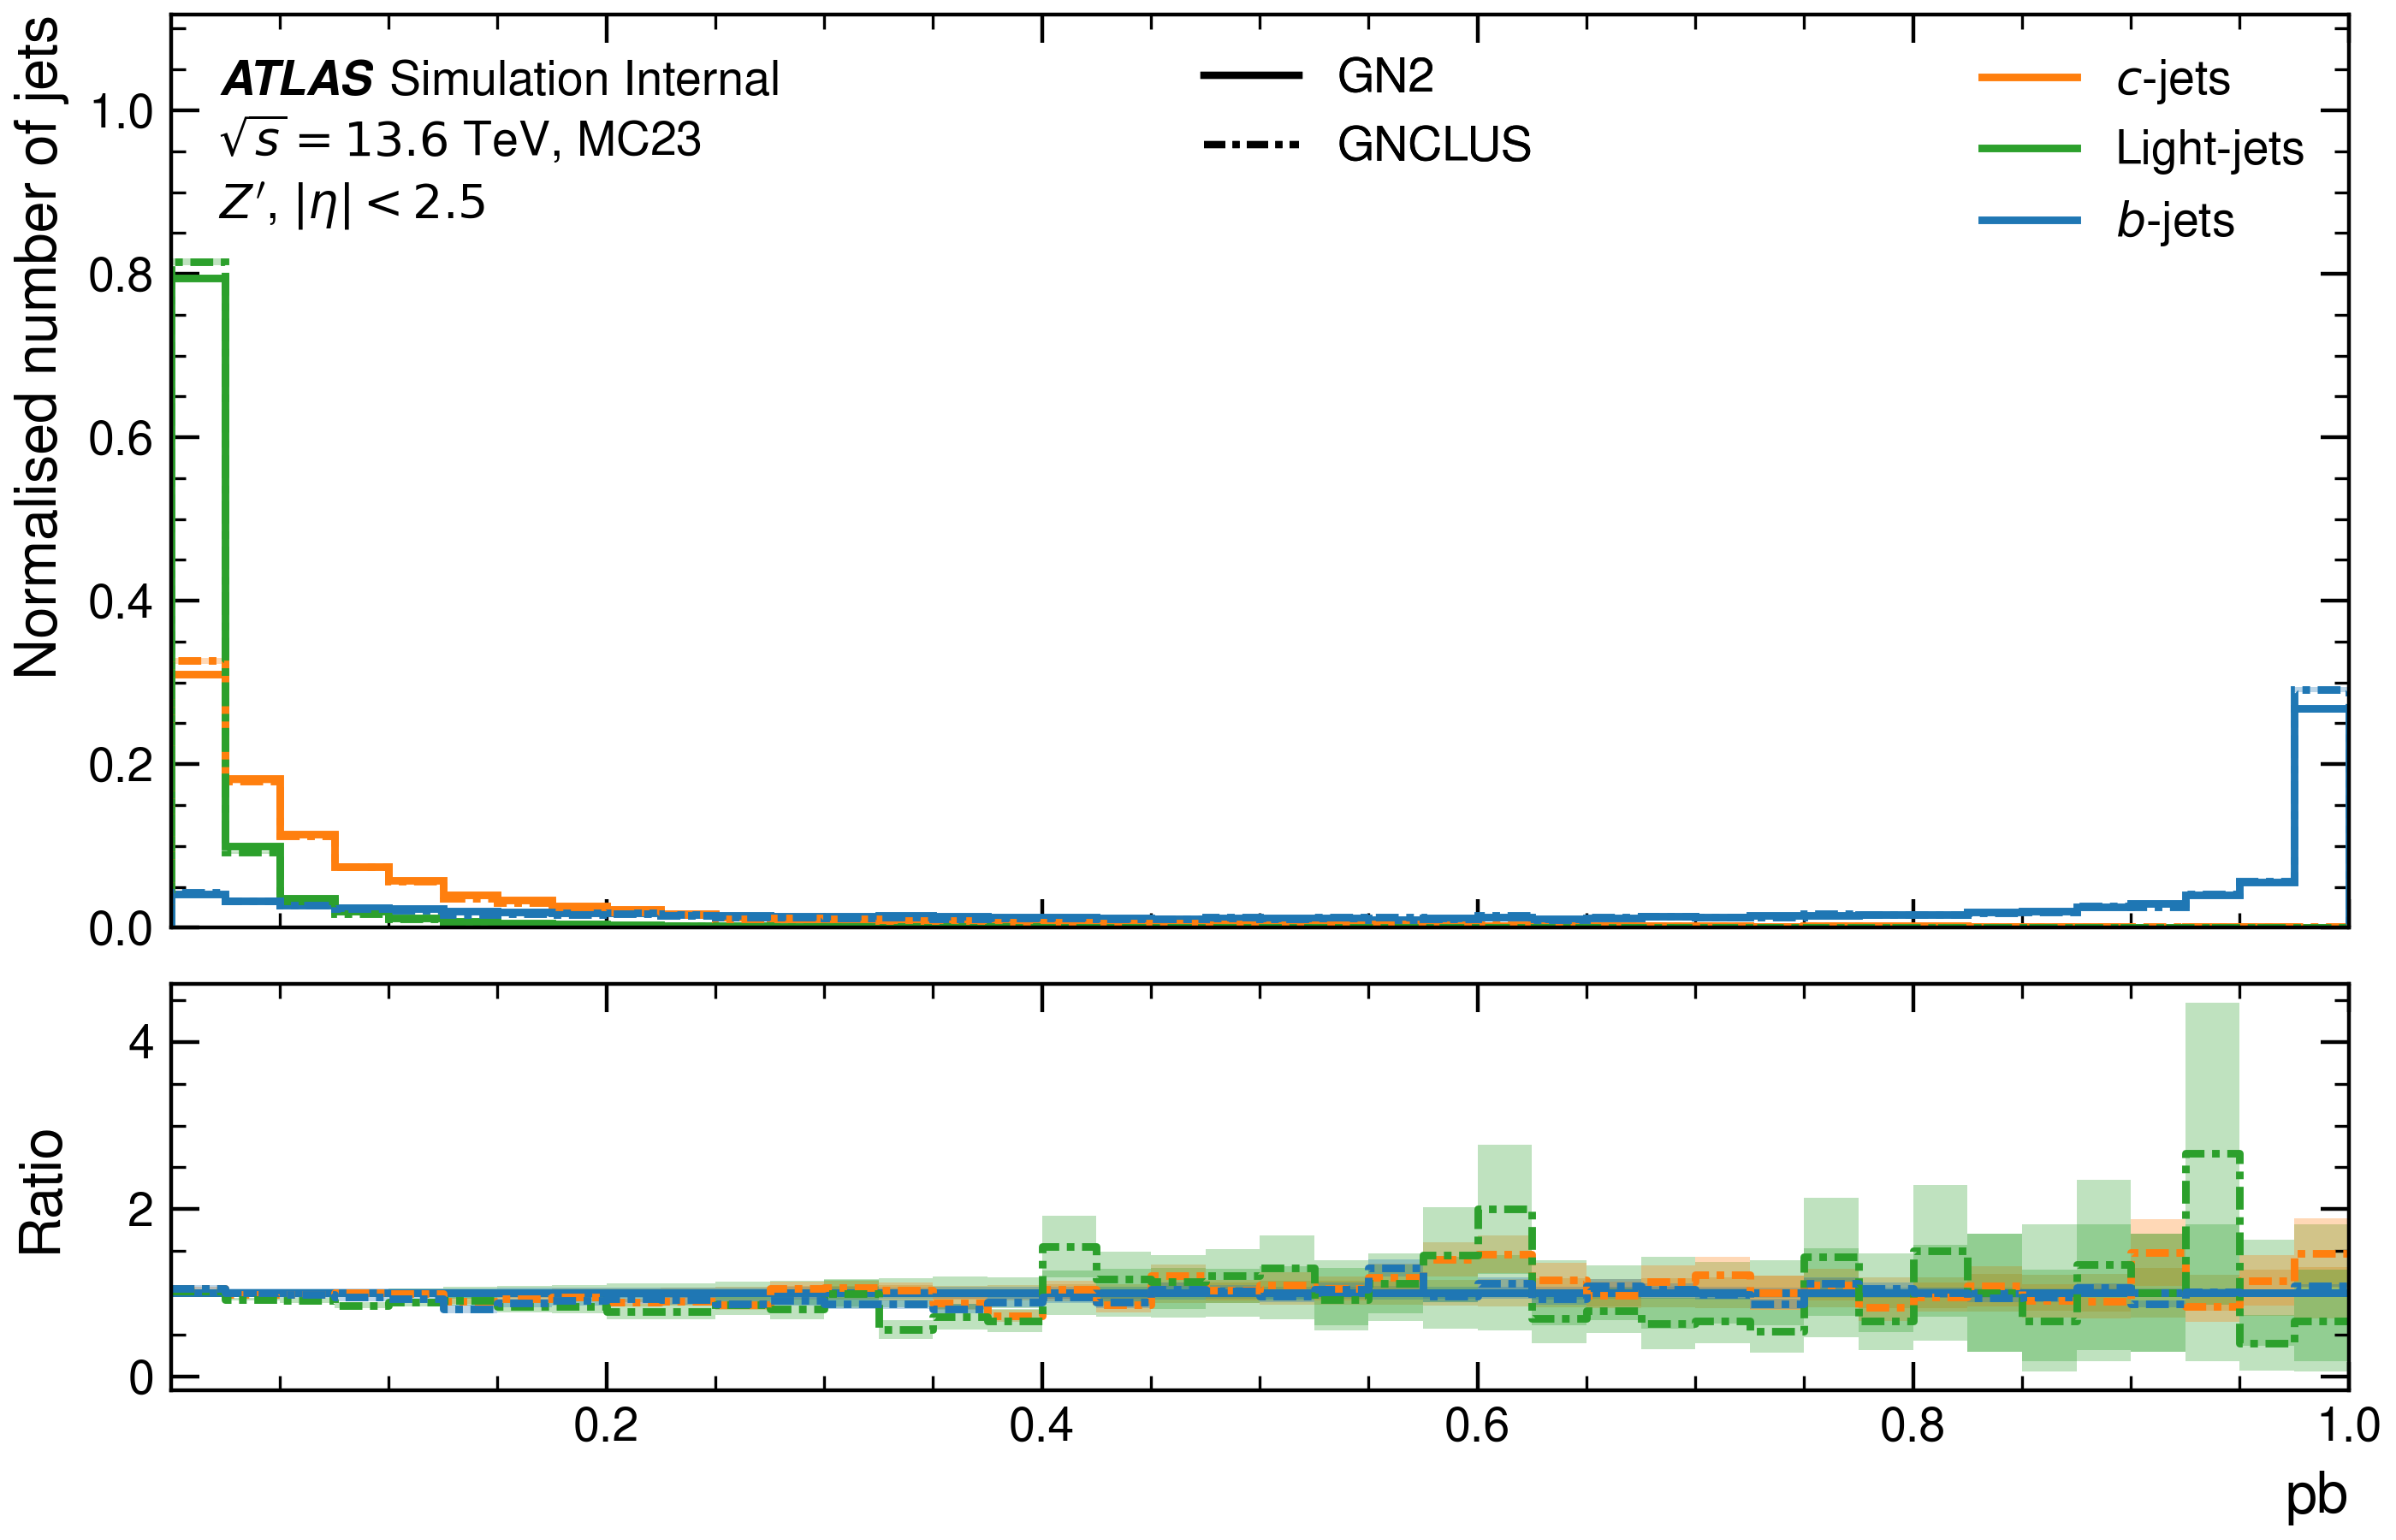 Normalised number of jets
ATLAS Simulation Internal
√s = 13.6 TeV, MC23
Z′, |η| < 2.5
GN2
GNCLUS
c-jets
Light-jets
b-jets
1.0
0.8
0.6
0.4
0.2
0.0
Ratio
4
2
0
0.2 0.4 0.6 0.8 1.0
pb